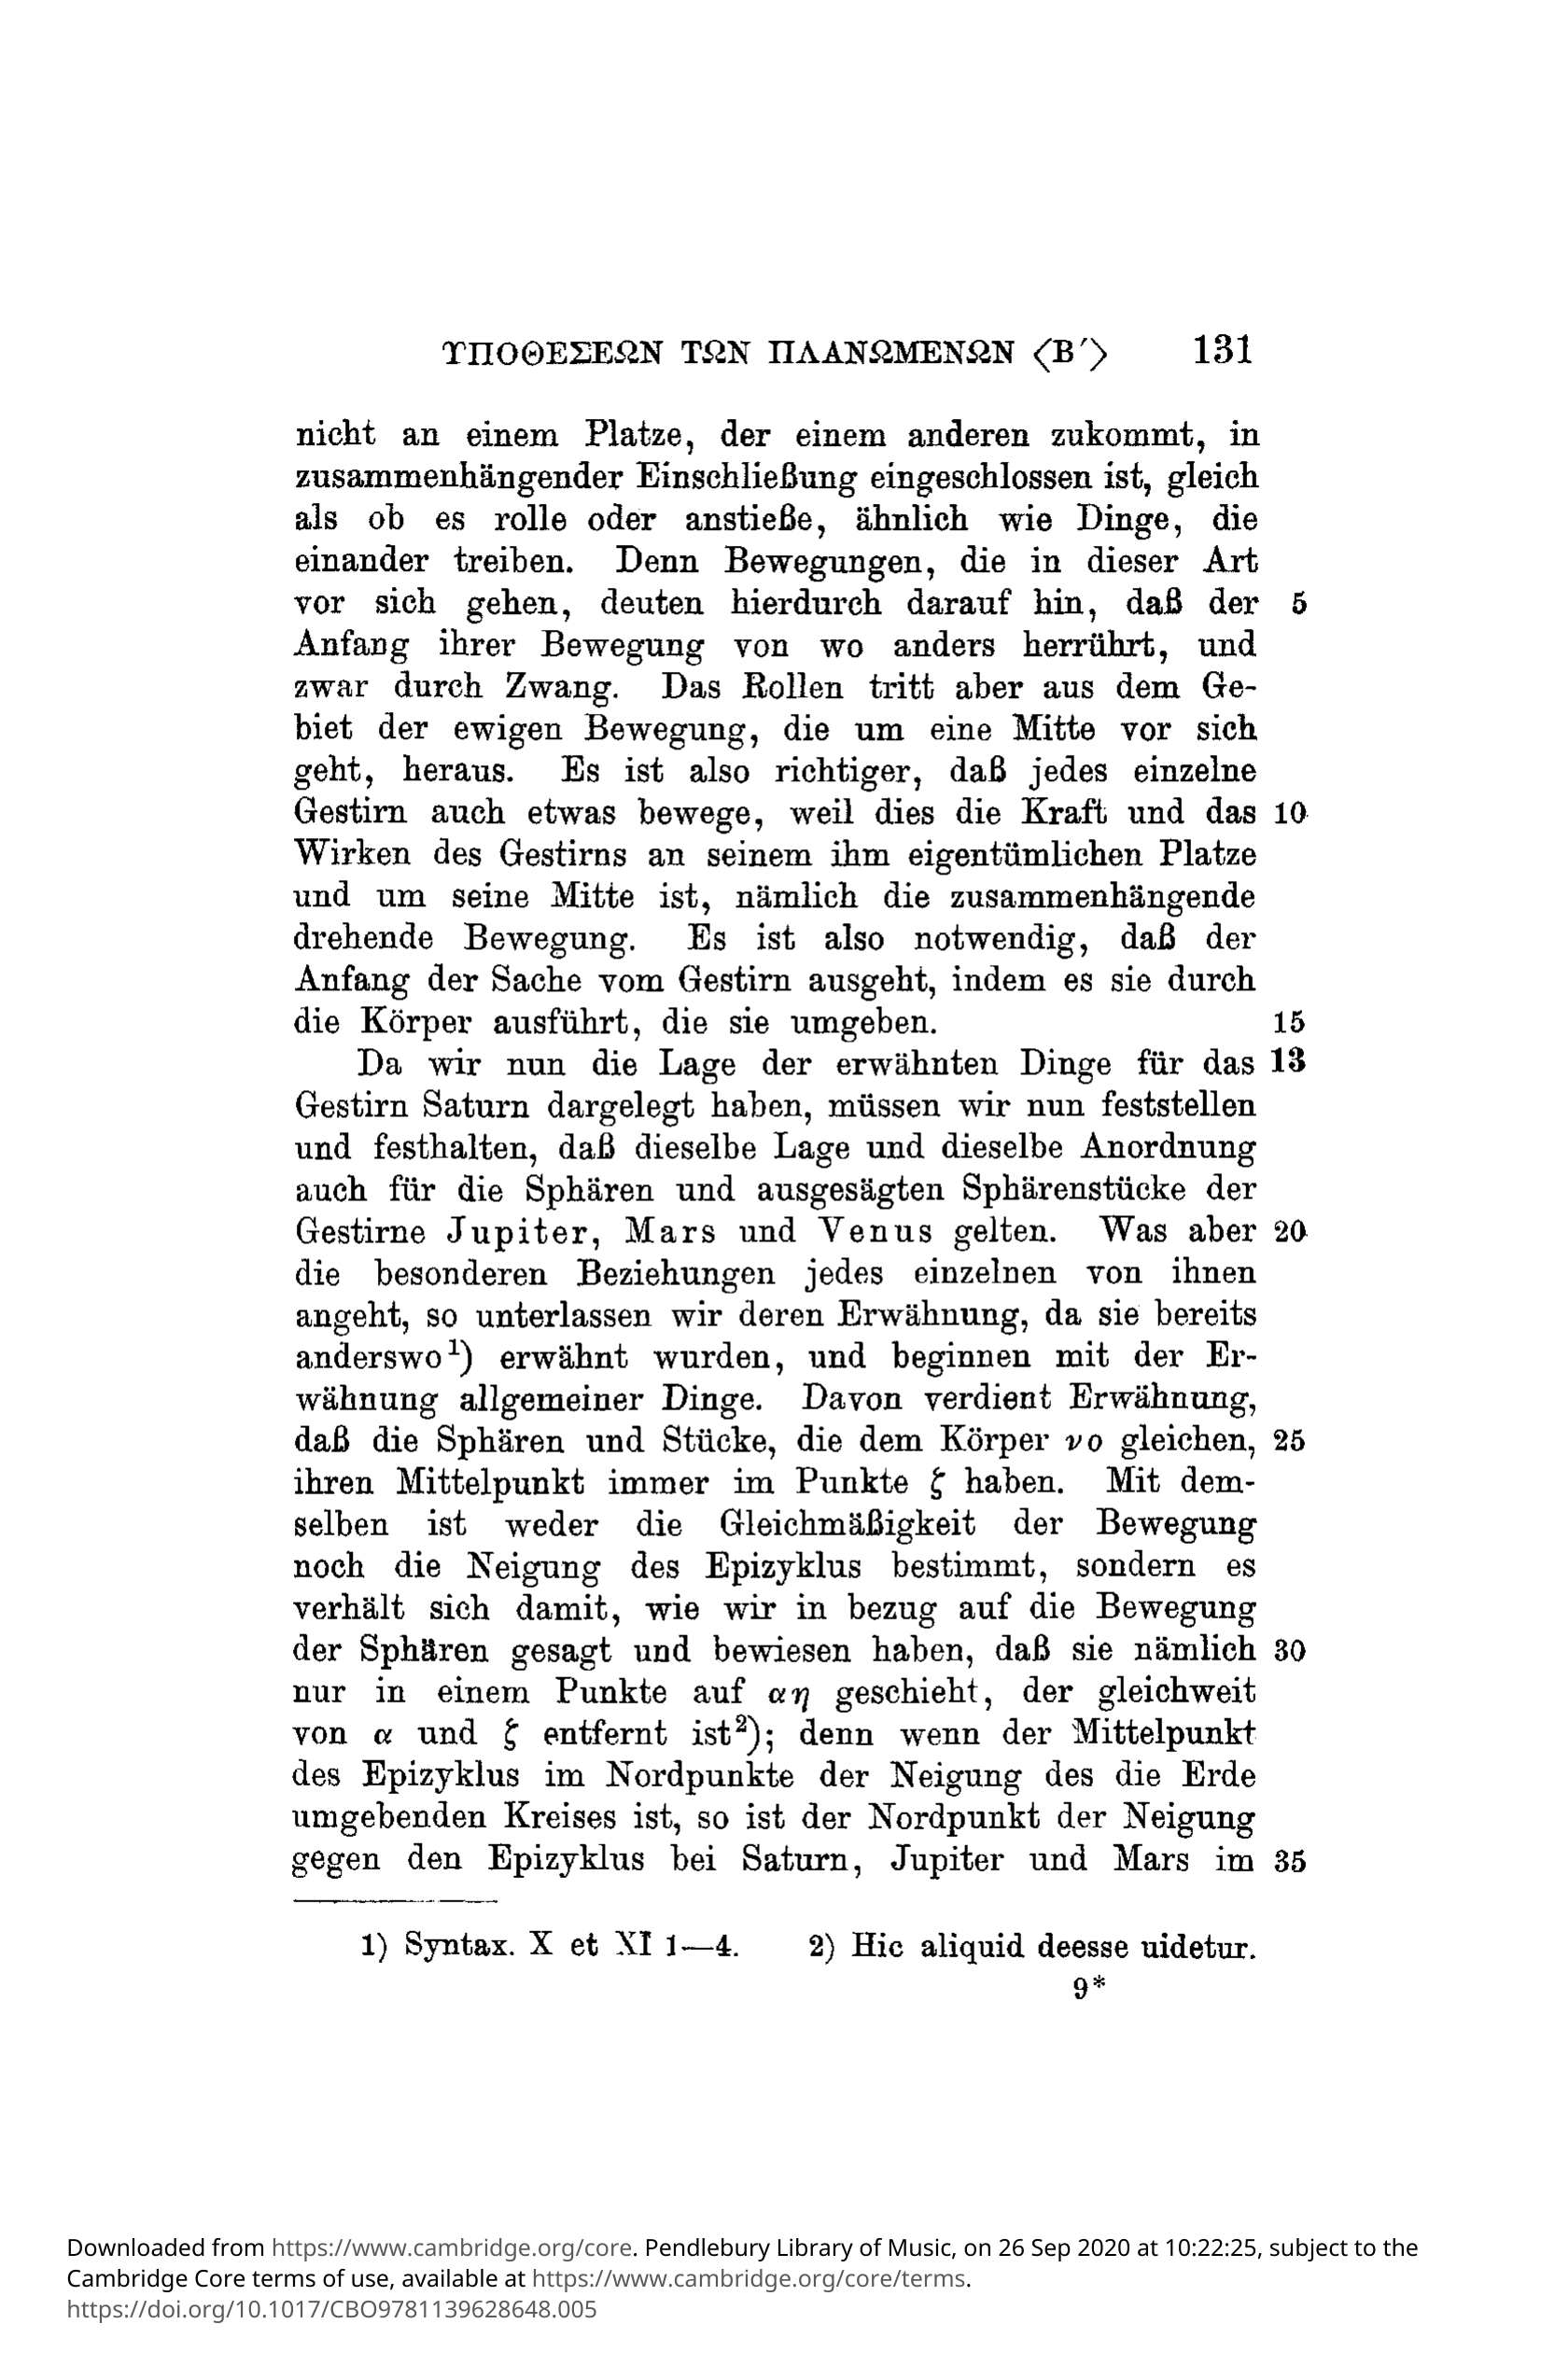 ΥΠΟΘΕΣΕΩΝ ΤΩΝ ΠΛΑΝΩΜΕΝΩΝ ⟨Β′⟩ 131
nicht an einem Platze, der einem anderen zukommt, in
zusammenhängender Einschließung eingeschlossen ist, gleich
als ob es rolle oder anstieße, ähnlich wie Dinge, die
einander treiben. Denn Bewegungen, die in dieser Art
vor sich gehen, deuten hierdurch darauf hin, daß der 5
Anfang ihrer Bewegung von wo anders herrührt, und
zwar durch Zwang. Das Rollen tritt aber aus dem Ge-
biet der ewigen Bewegung, die um eine Mitte vor sich
geht, heraus. Es ist also richtiger, daß jedes einzelne
Gestirn auch etwas bewege, weil dies die Kraft und das 10
Wirken des Gestirns an seinem ihm eigentümlichen Platze
und um seine Mitte ist, nämlich die zusammenhängende
drehende Bewegung. Es ist also notwendig, daß der
Anfang der Sache vom Gestirn ausgeht, indem es sie durch
die Körper ausführt, die sie umgeben. 15
Da wir nun die Lage der erwähnten Dinge für das 13
Gestirn Saturn dargelegt haben, müssen wir nun feststellen
und festhalten, daß dieselbe Lage und dieselbe Anordnung
auch für die Sphären und ausgesägten Sphärenstücke der
Gestirne Jupiter, Mars und Venus gelten. Was aber 20
die besonderen Beziehungen jedes einzelnen von ihnen
angeht, so unterlassen wir deren Erwähnung, da sie bereits
anderswo¹) erwähnt wurden, und beginnen mit der Er-
wähnung allgemeiner Dinge. Davon verdient Erwähnung,
daß die Sphären und Stücke, die dem Körper νο gleichen, 25
ihren Mittelpunkt immer im Punkte ζ haben. Mit dem-
selben ist weder die Gleichmäßigkeit der Bewegung
noch die Neigung des Epizyklus bestimmt, sondern es
verhält sich damit, wie wir in bezug auf die Bewegung
der Sphären gesagt und bewiesen haben, daß sie nämlich 30
nur in einem Punkte auf αη geschieht, der gleichweit
von α und ζ entfernt ist²); denn wenn der Mittelpunkt
des Epizyklus im Nordpunkte der Neigung des die Erde
umgebenden Kreises ist, so ist der Nordpunkt der Neigung
gegen den Epizyklus bei Saturn, Jupiter und Mars im 35
1) Syntax. X et XI 1—4. 2) Hic aliquid deesse uidetur.
9*
Downloaded from https://www.cambridge.org/core. Pendlebury Library of Music, on 26 Sep 2020 at 10:22:25, subject to the
Cambridge Core terms of use, available at https://www.cambridge.org/core/terms.
https://doi.org/10.1017/CBO9781139628648.005